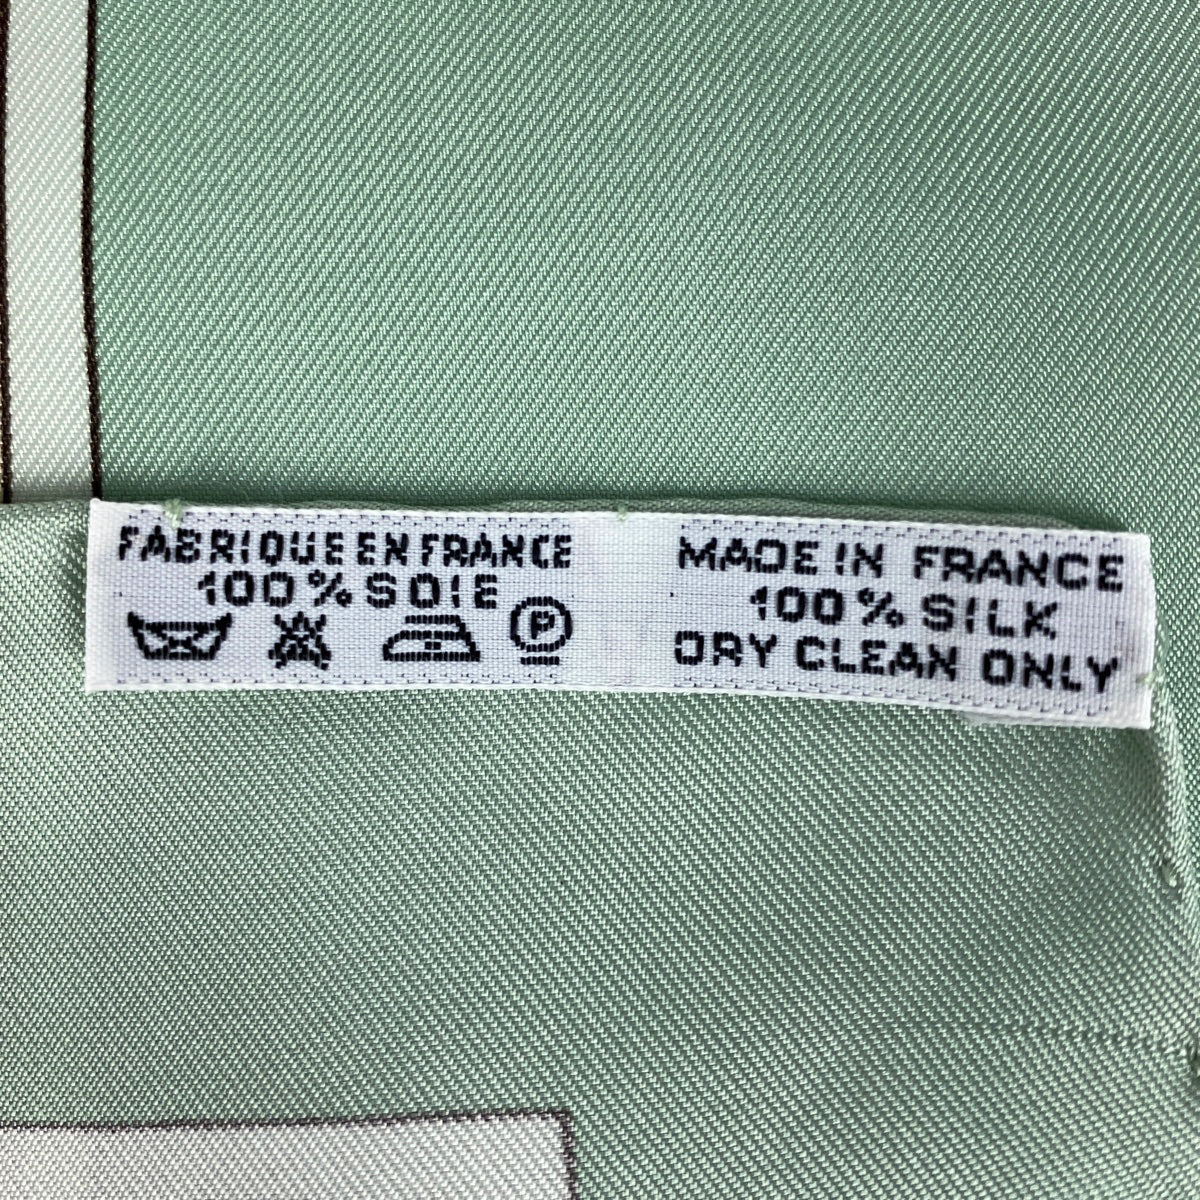 FABRIQUE EN FRANCE
100% SOIE
P
MADE IN FRANCE
100% SILK
DRY CLEAN ONLY